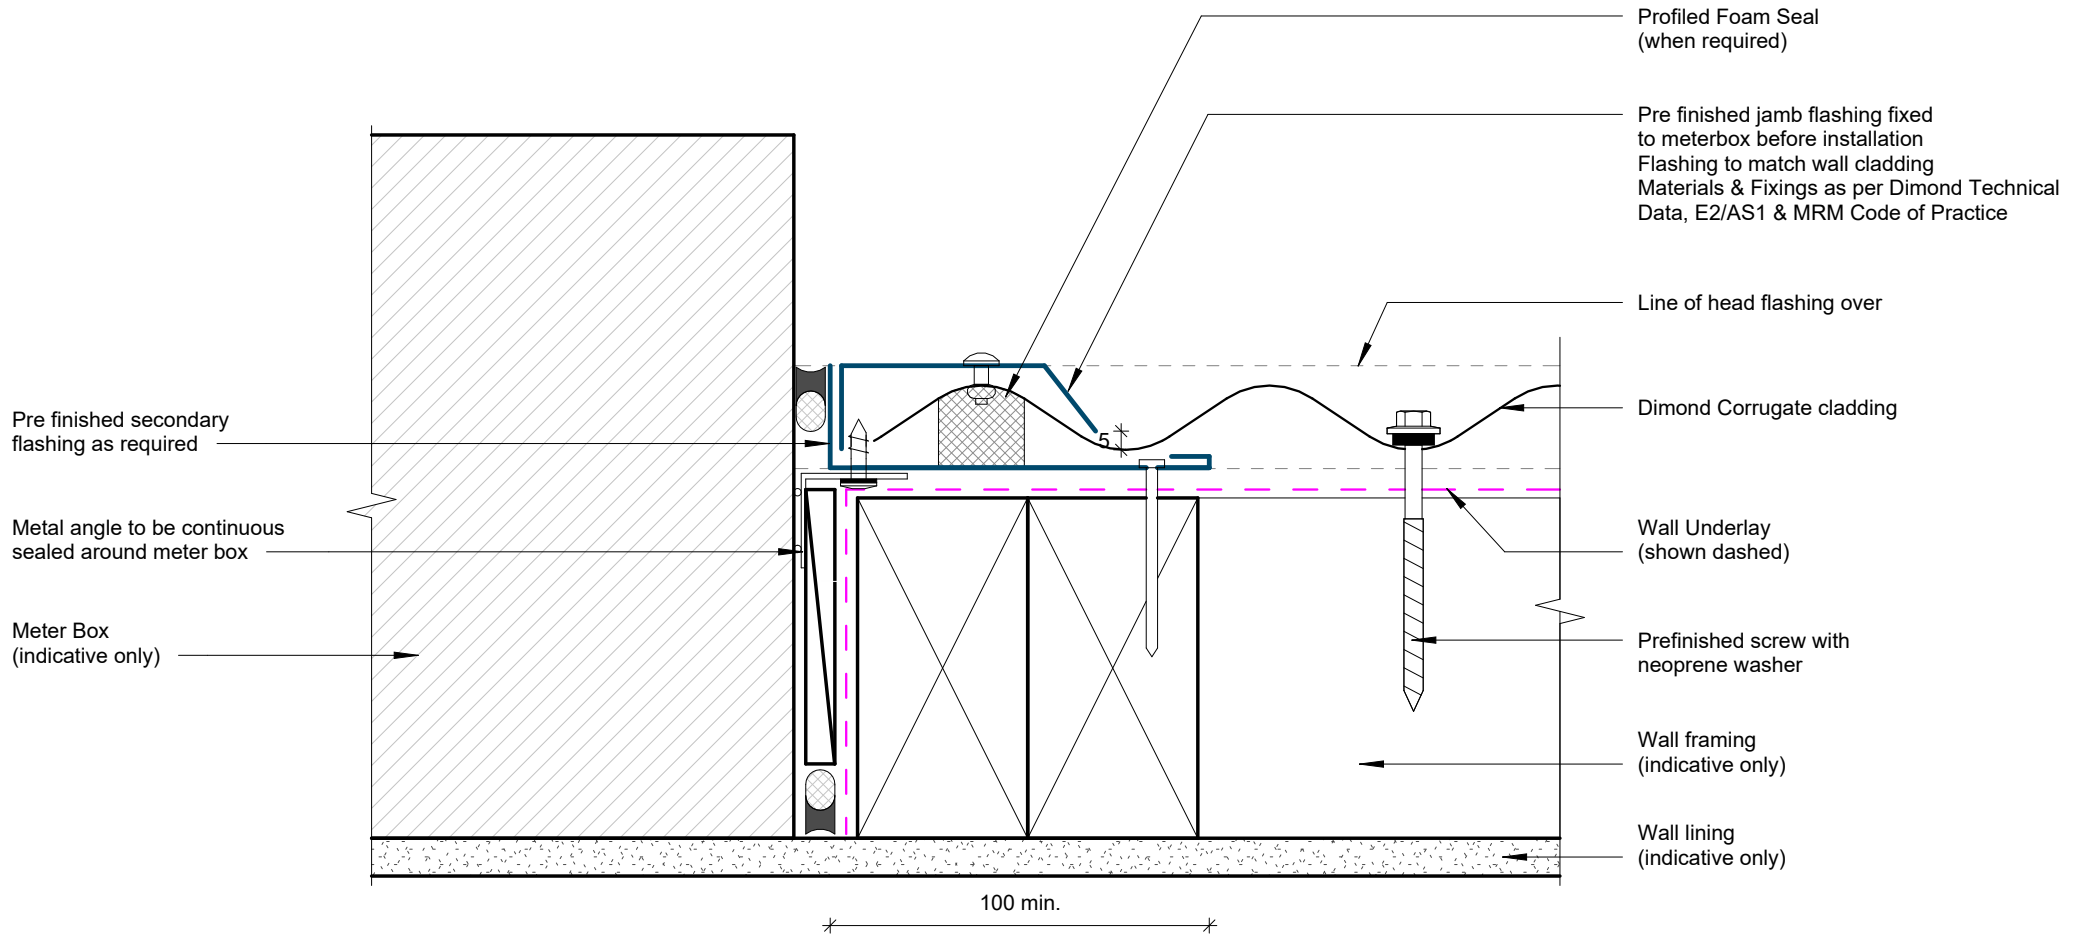 Profiled Foam Seal
(when required)
Pre finished jamb flashing fixed
to meterbox before installation
Flashing to match wall cladding
Materials & Fixings as per Dimond Technical
Data, E2/AS1 & MRM Code of Practice
Line of head flashing over
Dimond Corrugate cladding
Pre finished secondary
flashing as required
5
Metal angle to be continuous
sealed around meter box
Wall Underlay
(shown dashed)
Meter Box
(indicative only)
Prefinished screw with
neoprene washer
Wall framing
(indicative only)
Wall lining
(indicative only)
100 min.